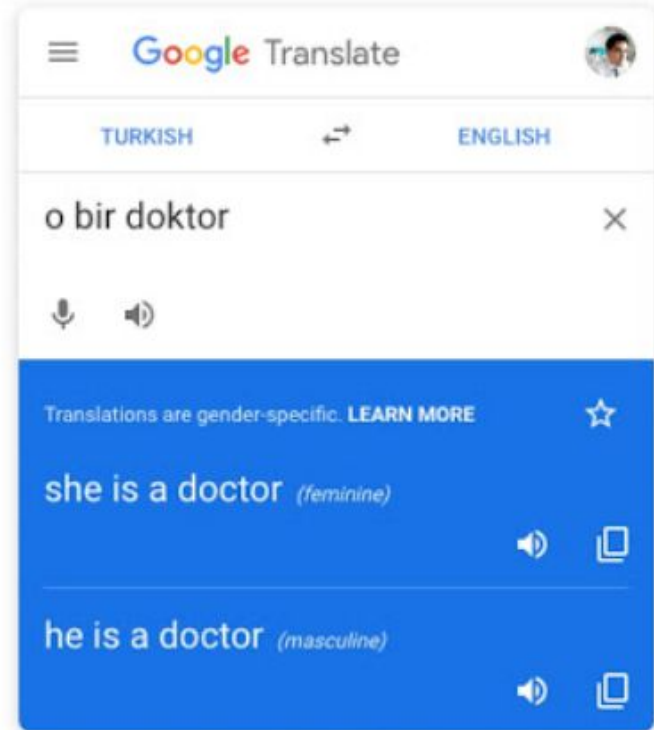 Google Translate
TURKISH ENGLISH
o bir doktor
Translations are gender-specific. LEARN MORE
she is a doctor (feminine)
he is a doctor (masculine)